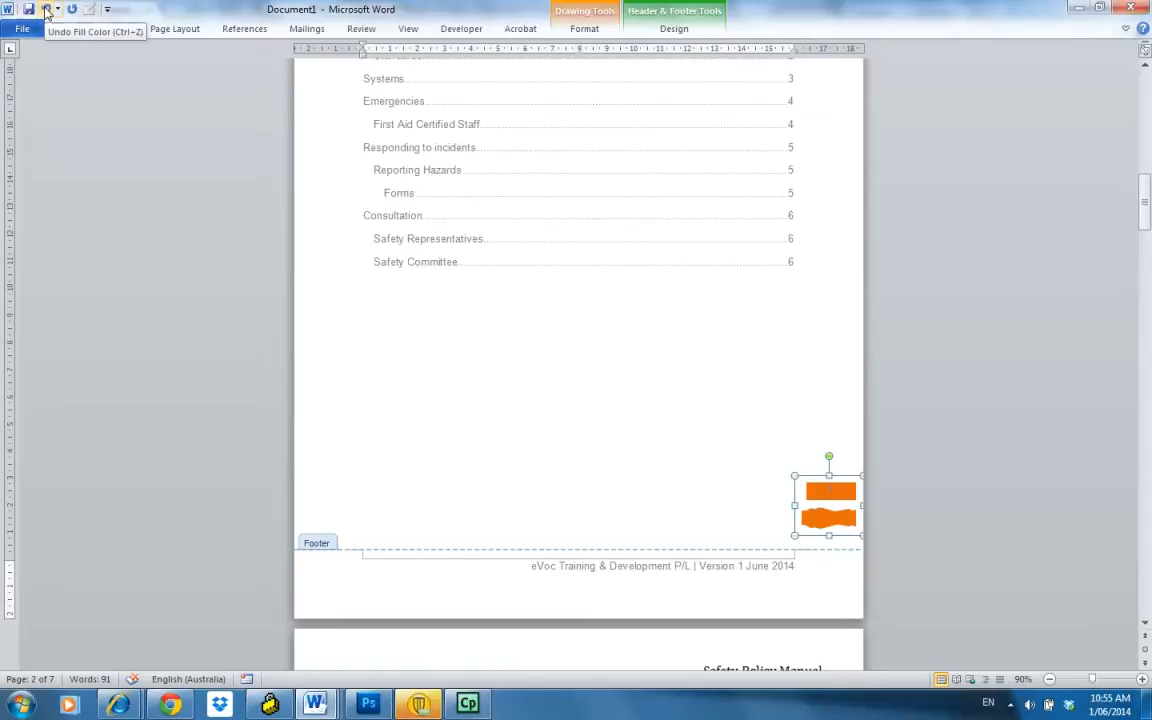 Document1 - Microsoft Word
Drawing Tools
Header & Footer Tools
File
Undo Fill Color (Ctrl+Z)
Page Layout
References
Mailings
Review
View
Developer
Acrobat
Format
Design
Systems 3
Emergencies 4
First Aid Certified Staff 4
Responding to incidents 5
Reporting Hazards 5
Forms 5
Consultation 6
Safety Representatives 6
Safety Committee 6
Footer
eVoc Training & Development P/L | Version 1 June 2014
Safety Policy Manual
Page: 2 of 7
Words: 91
English (Australia)
90%
W
Ps
Cp
EN
10:55 AM
1/06/2014